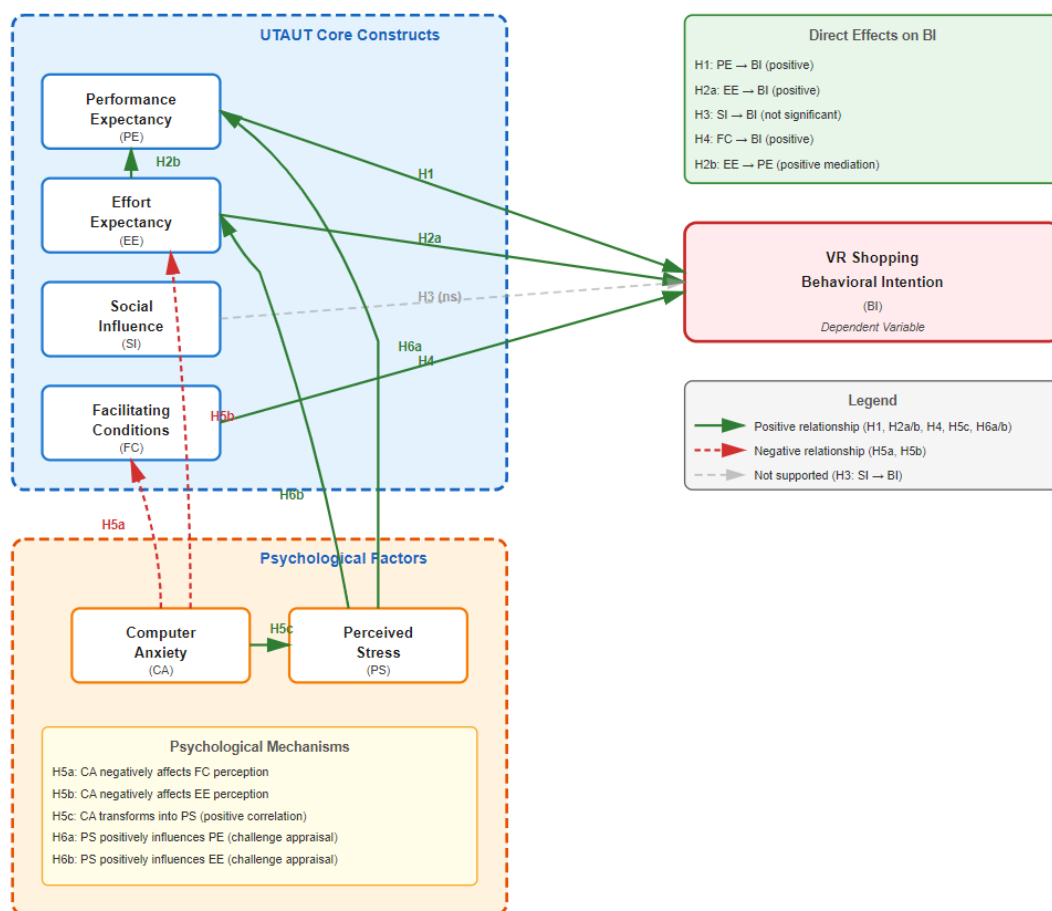 UTAUT Core Constructs
Performance
Expectancy
(PE)
H2b
Effort
Expectancy
(EE)
Social
Influence
(SI)
Facilitating
Conditions
(FC)
H1
H2a
H3 (ns)
H6a
H4
H5b
H6b
H5a
Direct Effects on BI
H1: PE → BI (positive)
H2a: EE → BI (positive)
H3: SI → BI (not significant)
H4: FC → BI (positive)
H2b: EE → PE (positive mediation)
VR Shopping
Behavioral Intention
(BI)
Dependent Variable
Legend
Positive relationship (H1, H2a/b, H4, H5c, H6a/b)
Negative relationship (H5a, H5b)
Not supported (H3: SI → BI)
Psychological Factors
Computer
Anxiety
(CA)
H5c
Perceived
Stress
(PS)
Psychological Mechanisms
H5a: CA negatively affects FC perception
H5b: CA negatively affects EE perception
H5c: CA transforms into PS (positive correlation)
H6a: PS positively influences PE (challenge appraisal)
H6b: PS positively influences EE (challenge appraisal)